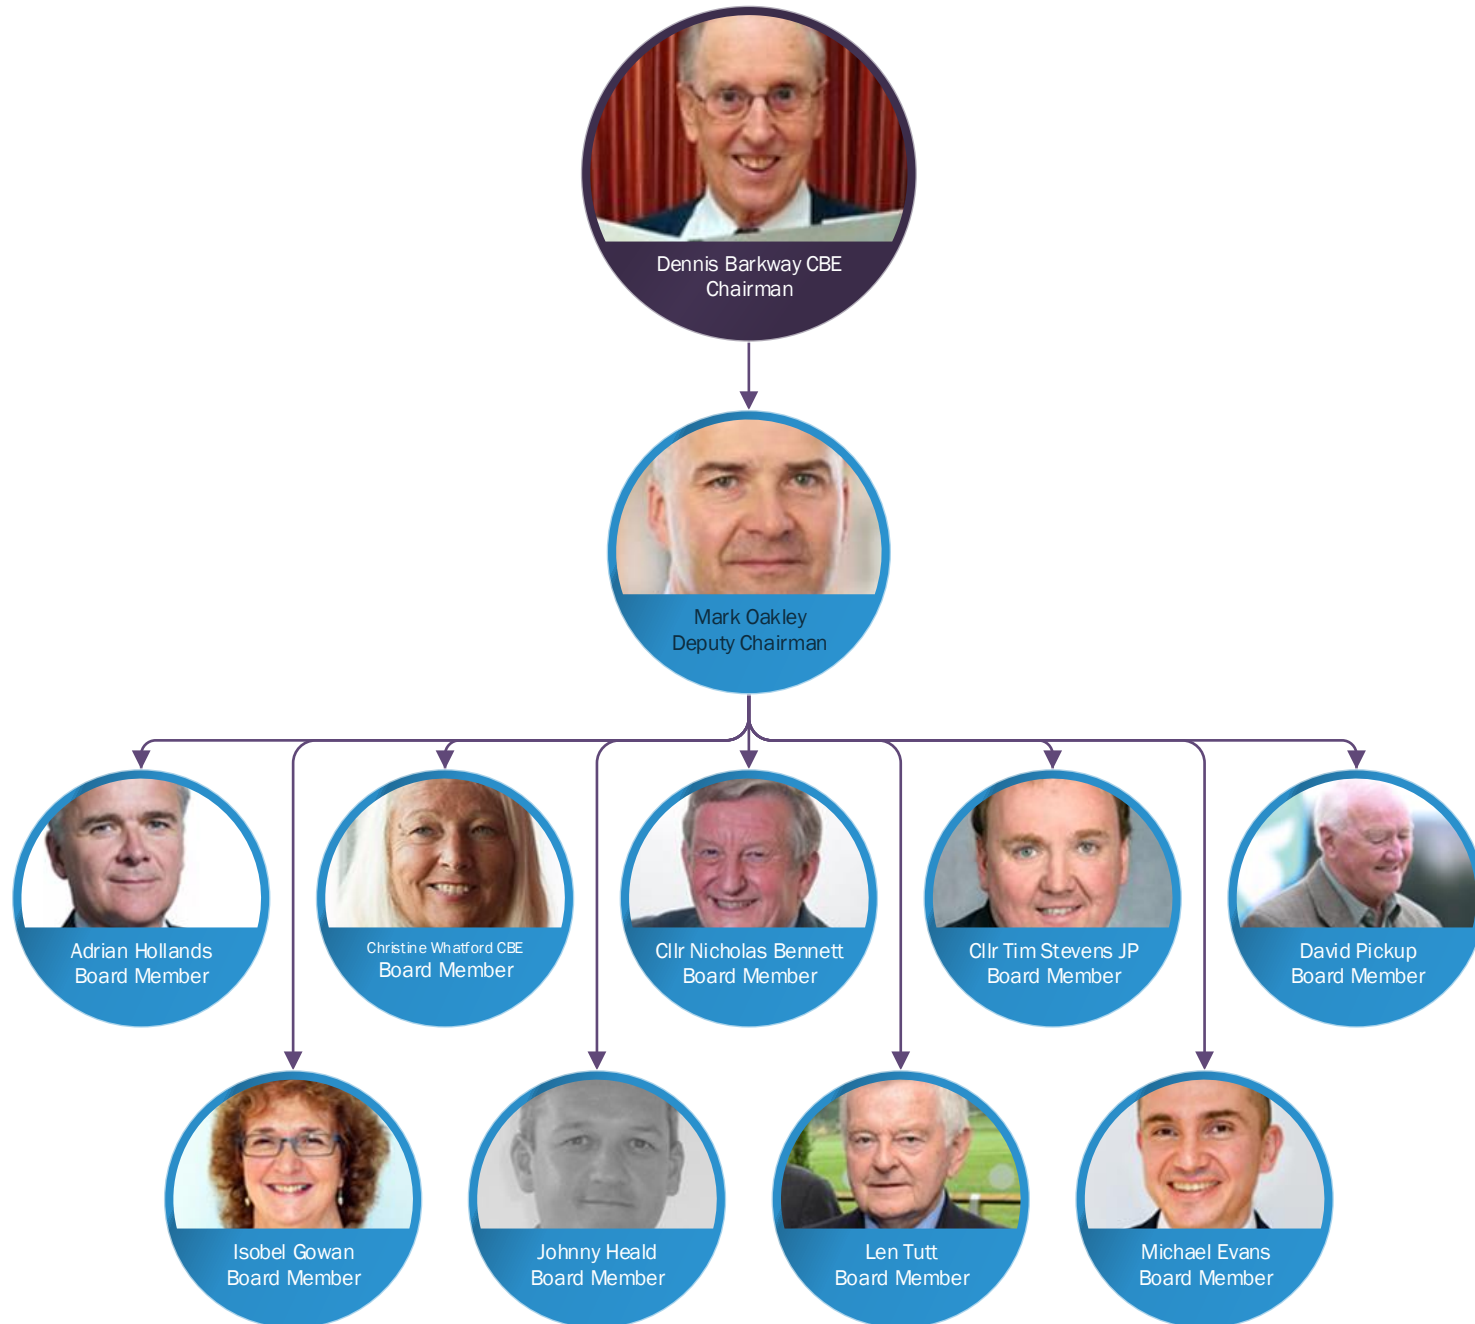 Dennis Barkway CBE
Chairman
Mark Oakley
Deputy Chairman
Adrian Hollands
Board Member
Christine Whatford CBE
Board Member
Cllr Nicholas Bennett
Board Member
Cllr Tim Stevens JP
Board Member
David Pickup
Board Member
Isobel Gowan
Board Member
Johnny Heald
Board Member
Len Tutt
Board Member
Michael Evans
Board Member